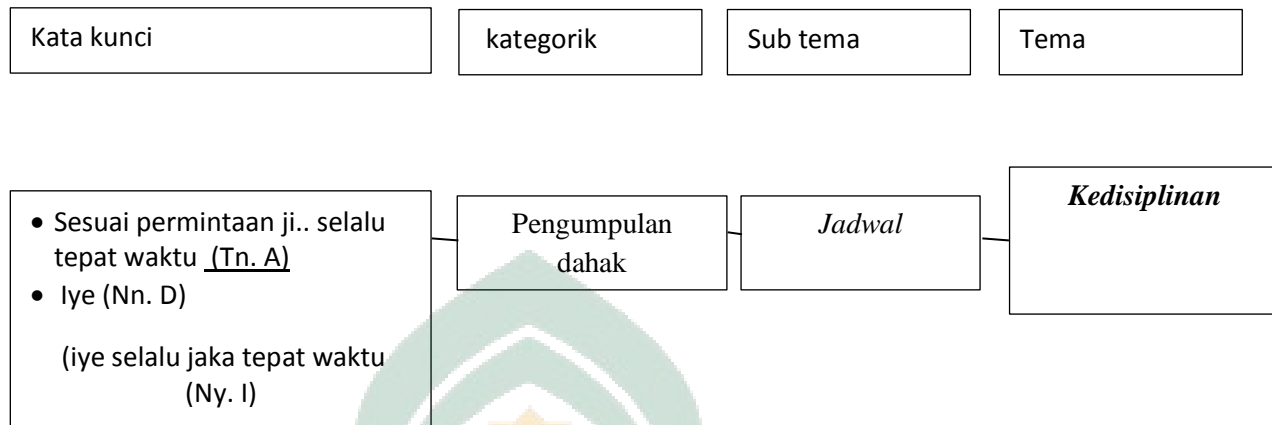 Kata kunci
kategorik
Sub tema
Tema
• Sesuai permintaan ji.. selalu
tepat waktu (Tn. A)
• Iye (Nn. D)
(iye selalu jaka tepat waktu
(Ny. I)
Pengumpulan
dahak
Jadwal
Kedisiplinan